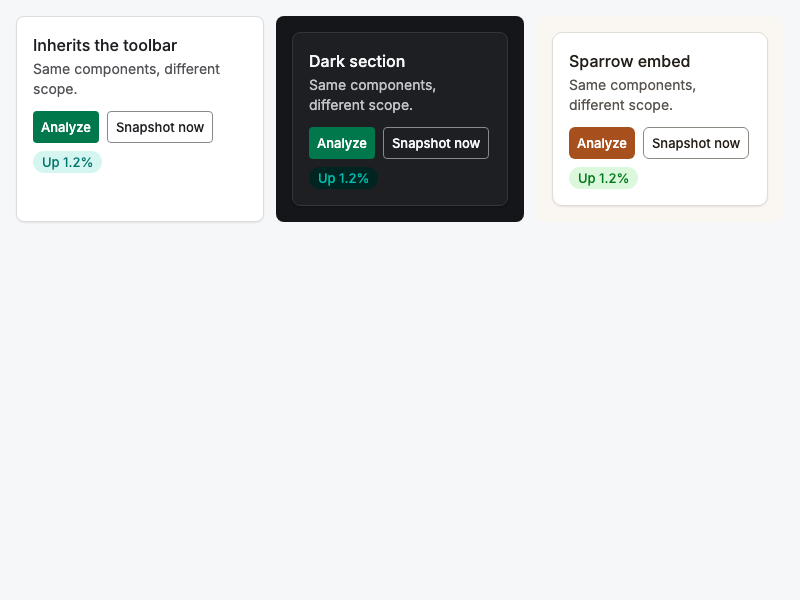 Inherits the toolbar
Same components, different
scope.
Analyze
Snapshot now
Up 1.2%
Dark section
Same components,
different scope.
Analyze
Snapshot now
Up 1.2%
Sparrow embed
Same components,
different scope.
Analyze
Snapshot now
Up 1.2%